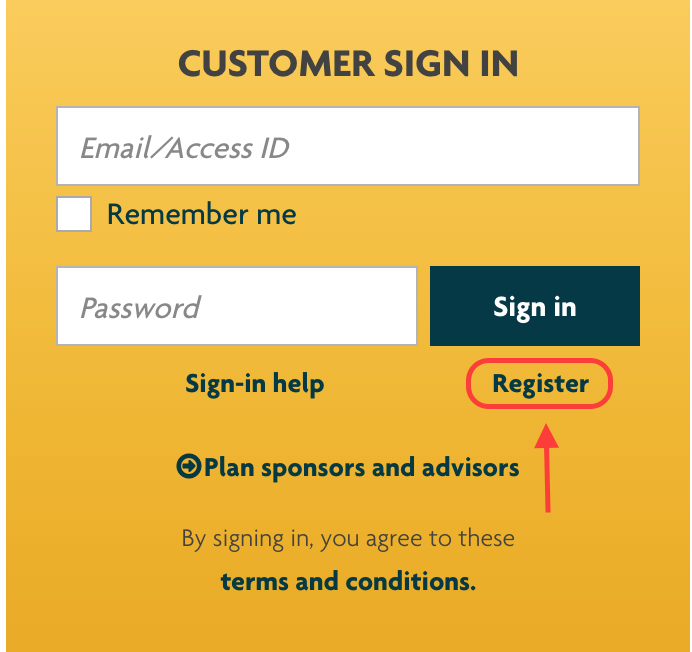 CUSTOMER SIGN IN
Email/Access ID
Remember me
Password
Sign in
Sign-in help
Register
Plan sponsors and advisors
By signing in, you agree to these
terms and conditions.